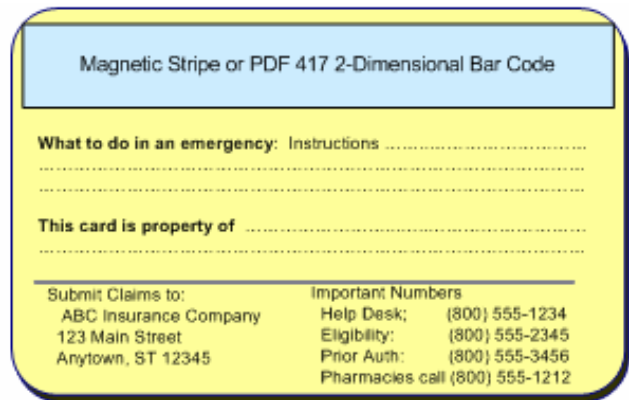 Magnetic Stripe or PDF 417 2-Dimensional Bar Code
What to do in an emergency: Instructions ....................................
................................................................................................
................................................................................................
This card is property of .............................................................
................................................................................................
Submit Claims to:
ABC Insurance Company
123 Main Street
Anytown, ST 12345
Important Numbers
Help Desk; (800) 555-1234
Eligibility: (800) 555-2345
Prior Auth: (800) 555-3456
Pharmacies call (800) 555-1212